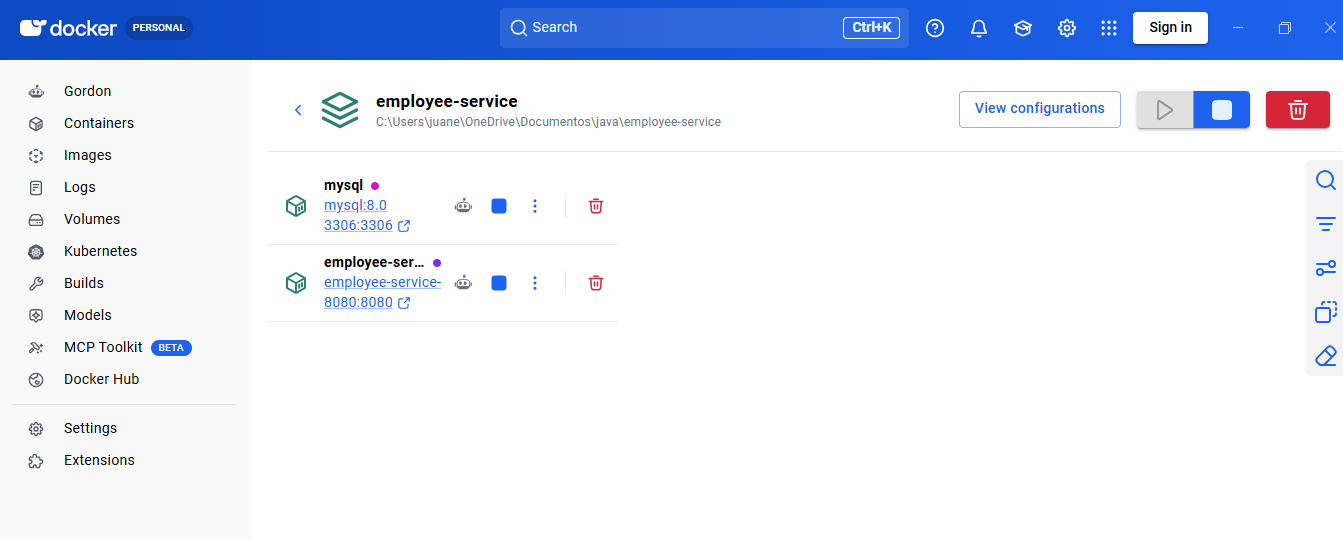 docker PERSONAL
Search
Ctrl+K
Sign in
Gordon
Containers
Images
Logs
Volumes
Kubernetes
Builds
Models
MCP Toolkit BETA
Docker Hub
Settings
Extensions
employee-service
C:\Users\juane\OneDrive\Documentos\java\employee-service
View configurations
mysql
mysql:8.0
3306:3306
employee-ser...
employee-service-
8080:8080